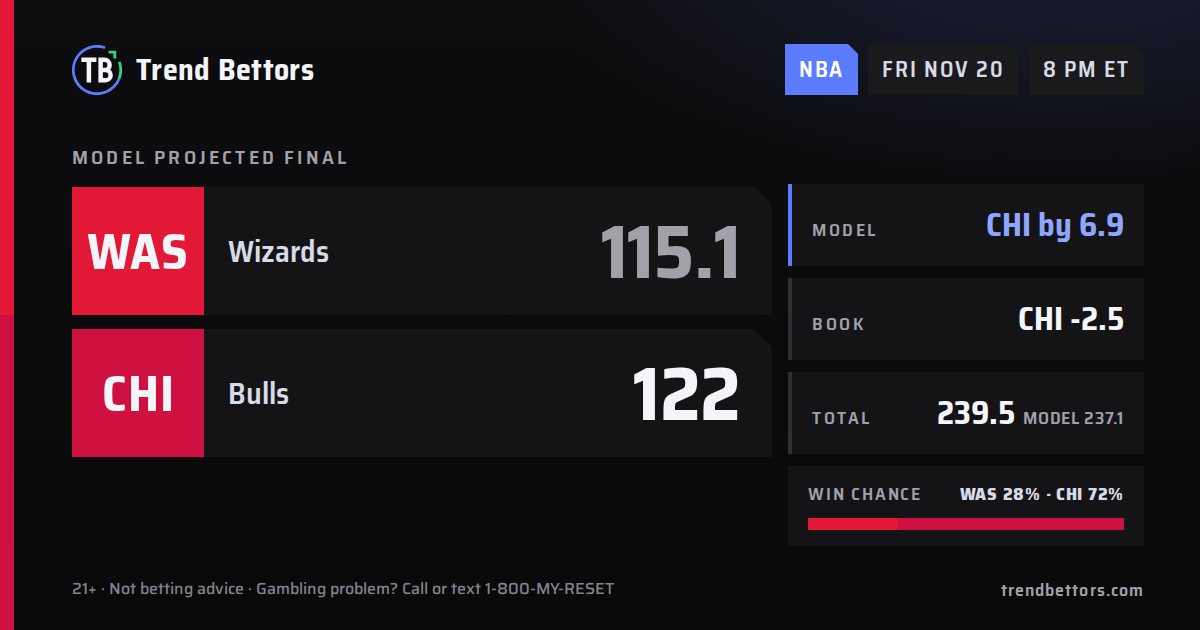 TB Trend Bettors
NBA FRI NOV 20 8 PM ET
MODEL PROJECTED FINAL
WAS Wizards 115.1
CHI Bulls 122
MODEL CHI by 6.9
BOOK CHI -2.5
TOTAL 239.5 MODEL 237.1
WIN CHANCE WAS 28% · CHI 72%
21+ · Not betting advice · Gambling problem? Call or text 1-800-MY-RESET
trendbettors.com